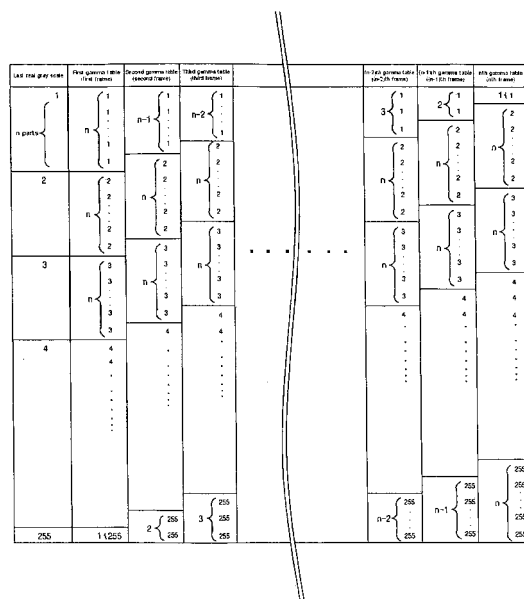 Last real gray scale
First gamma table (first frame)
Second gamma table (second frame)
Third gamma table (third frame)
(n-2)th gamma table (n-2)th frame)
(n-1)th gamma table (n-1)th frame)
nth gamma table (nth frame)
1
n parts
2
3
4
255
n { 1 1 · · 1 1
n { 2 2 · · 2 2
n { 3 3 · · 3 3
4
4
1 { 255
n-1 { 1 1 · · 1
n { 2 2 · · 2 2
n { 3 3 · · 3 3
4
4
2 { 255 255
n-2 { 1 · · 1
n { 2 2 · · 2 2
n { 3 3 · · 3 3
4
4
3 { 255 255 255
· · · · · ·
3 { 1 1 1
n { 2 2 · · 2 2
n { 3 3 · · 3 3
4
4
n-2 { 255 · · 255
2 { 1 1
n { 2 2 · · 2 2
n { 3 3 · · 3 3
4
4
n-1 { 255 255 · · 255
1 { 1
n { 2 2 · · 2 2
n { 3 3 · · 3 3
4
4
n { 255 255 · · 255 255